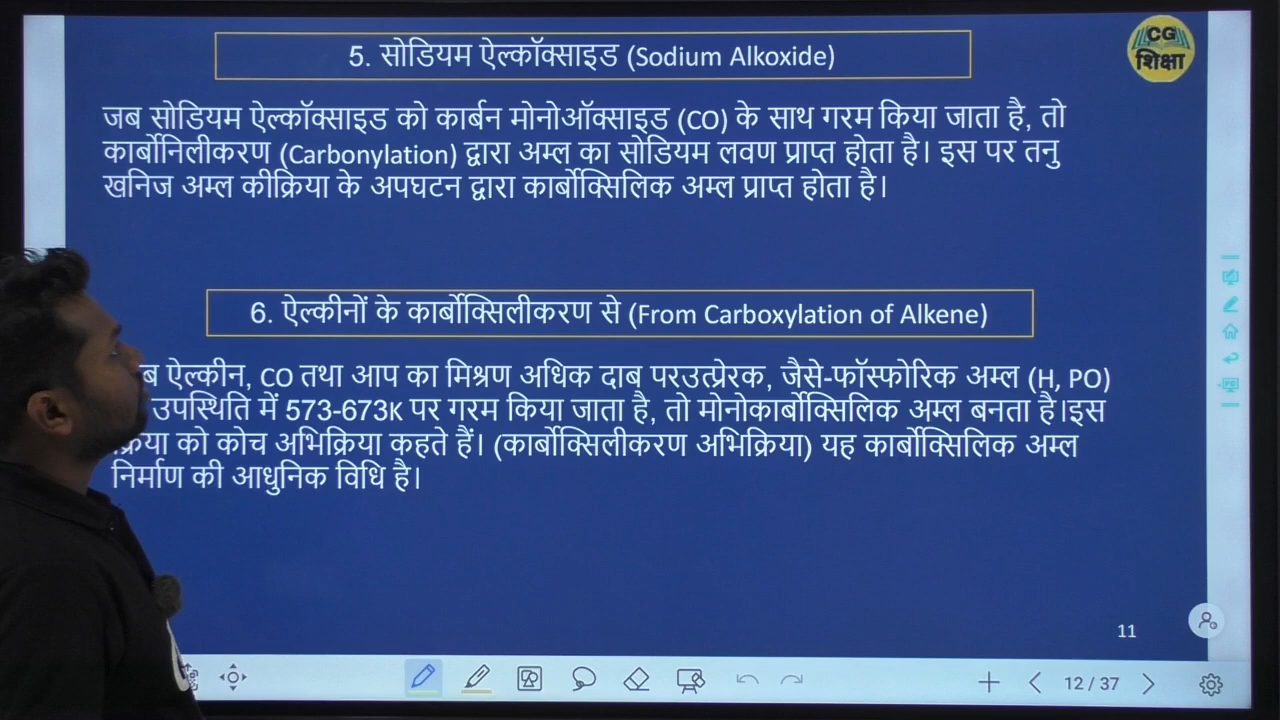 5. सोडियम ऐल्कॉक्साइड (Sodium Alkoxide)
CG
शिक्षा
जब सोडियम ऐल्कॉक्साइड को कार्बन मोनोऑक्साइड (CO) के साथ गरम किया जाता है, तो
कार्बोनिलीकरण (Carbonylation) द्वारा अम्ल का सोडियम लवण प्राप्त होता है। इस पर तनु
खनिज अम्ल कीक्रिया के अपघटन द्वारा कार्बोक्सिलिक अम्ल प्राप्त होता है।
6. ऐल्कीनों के कार्बोक्सिलीकरण से (From Carboxylation of Alkene)
ऐल्कीन, CO तथा आप का मिश्रण अधिक दाब परउत्प्रेरक, जैसे-फॉस्फोरिक अम्ल (H, PO)
उपस्थिति में 573-673K पर गरम किया जाता है, तो मोनोकार्बोक्सिलिक अम्ल बनता है।इस
क्रिया को कोच अभिक्रिया कहते हैं। (कार्बोक्सिलीकरण अभिक्रिया) यह कार्बोक्सिलिक अम्ल
निर्माण की आधुनिक विधि है।
11
12 / 37